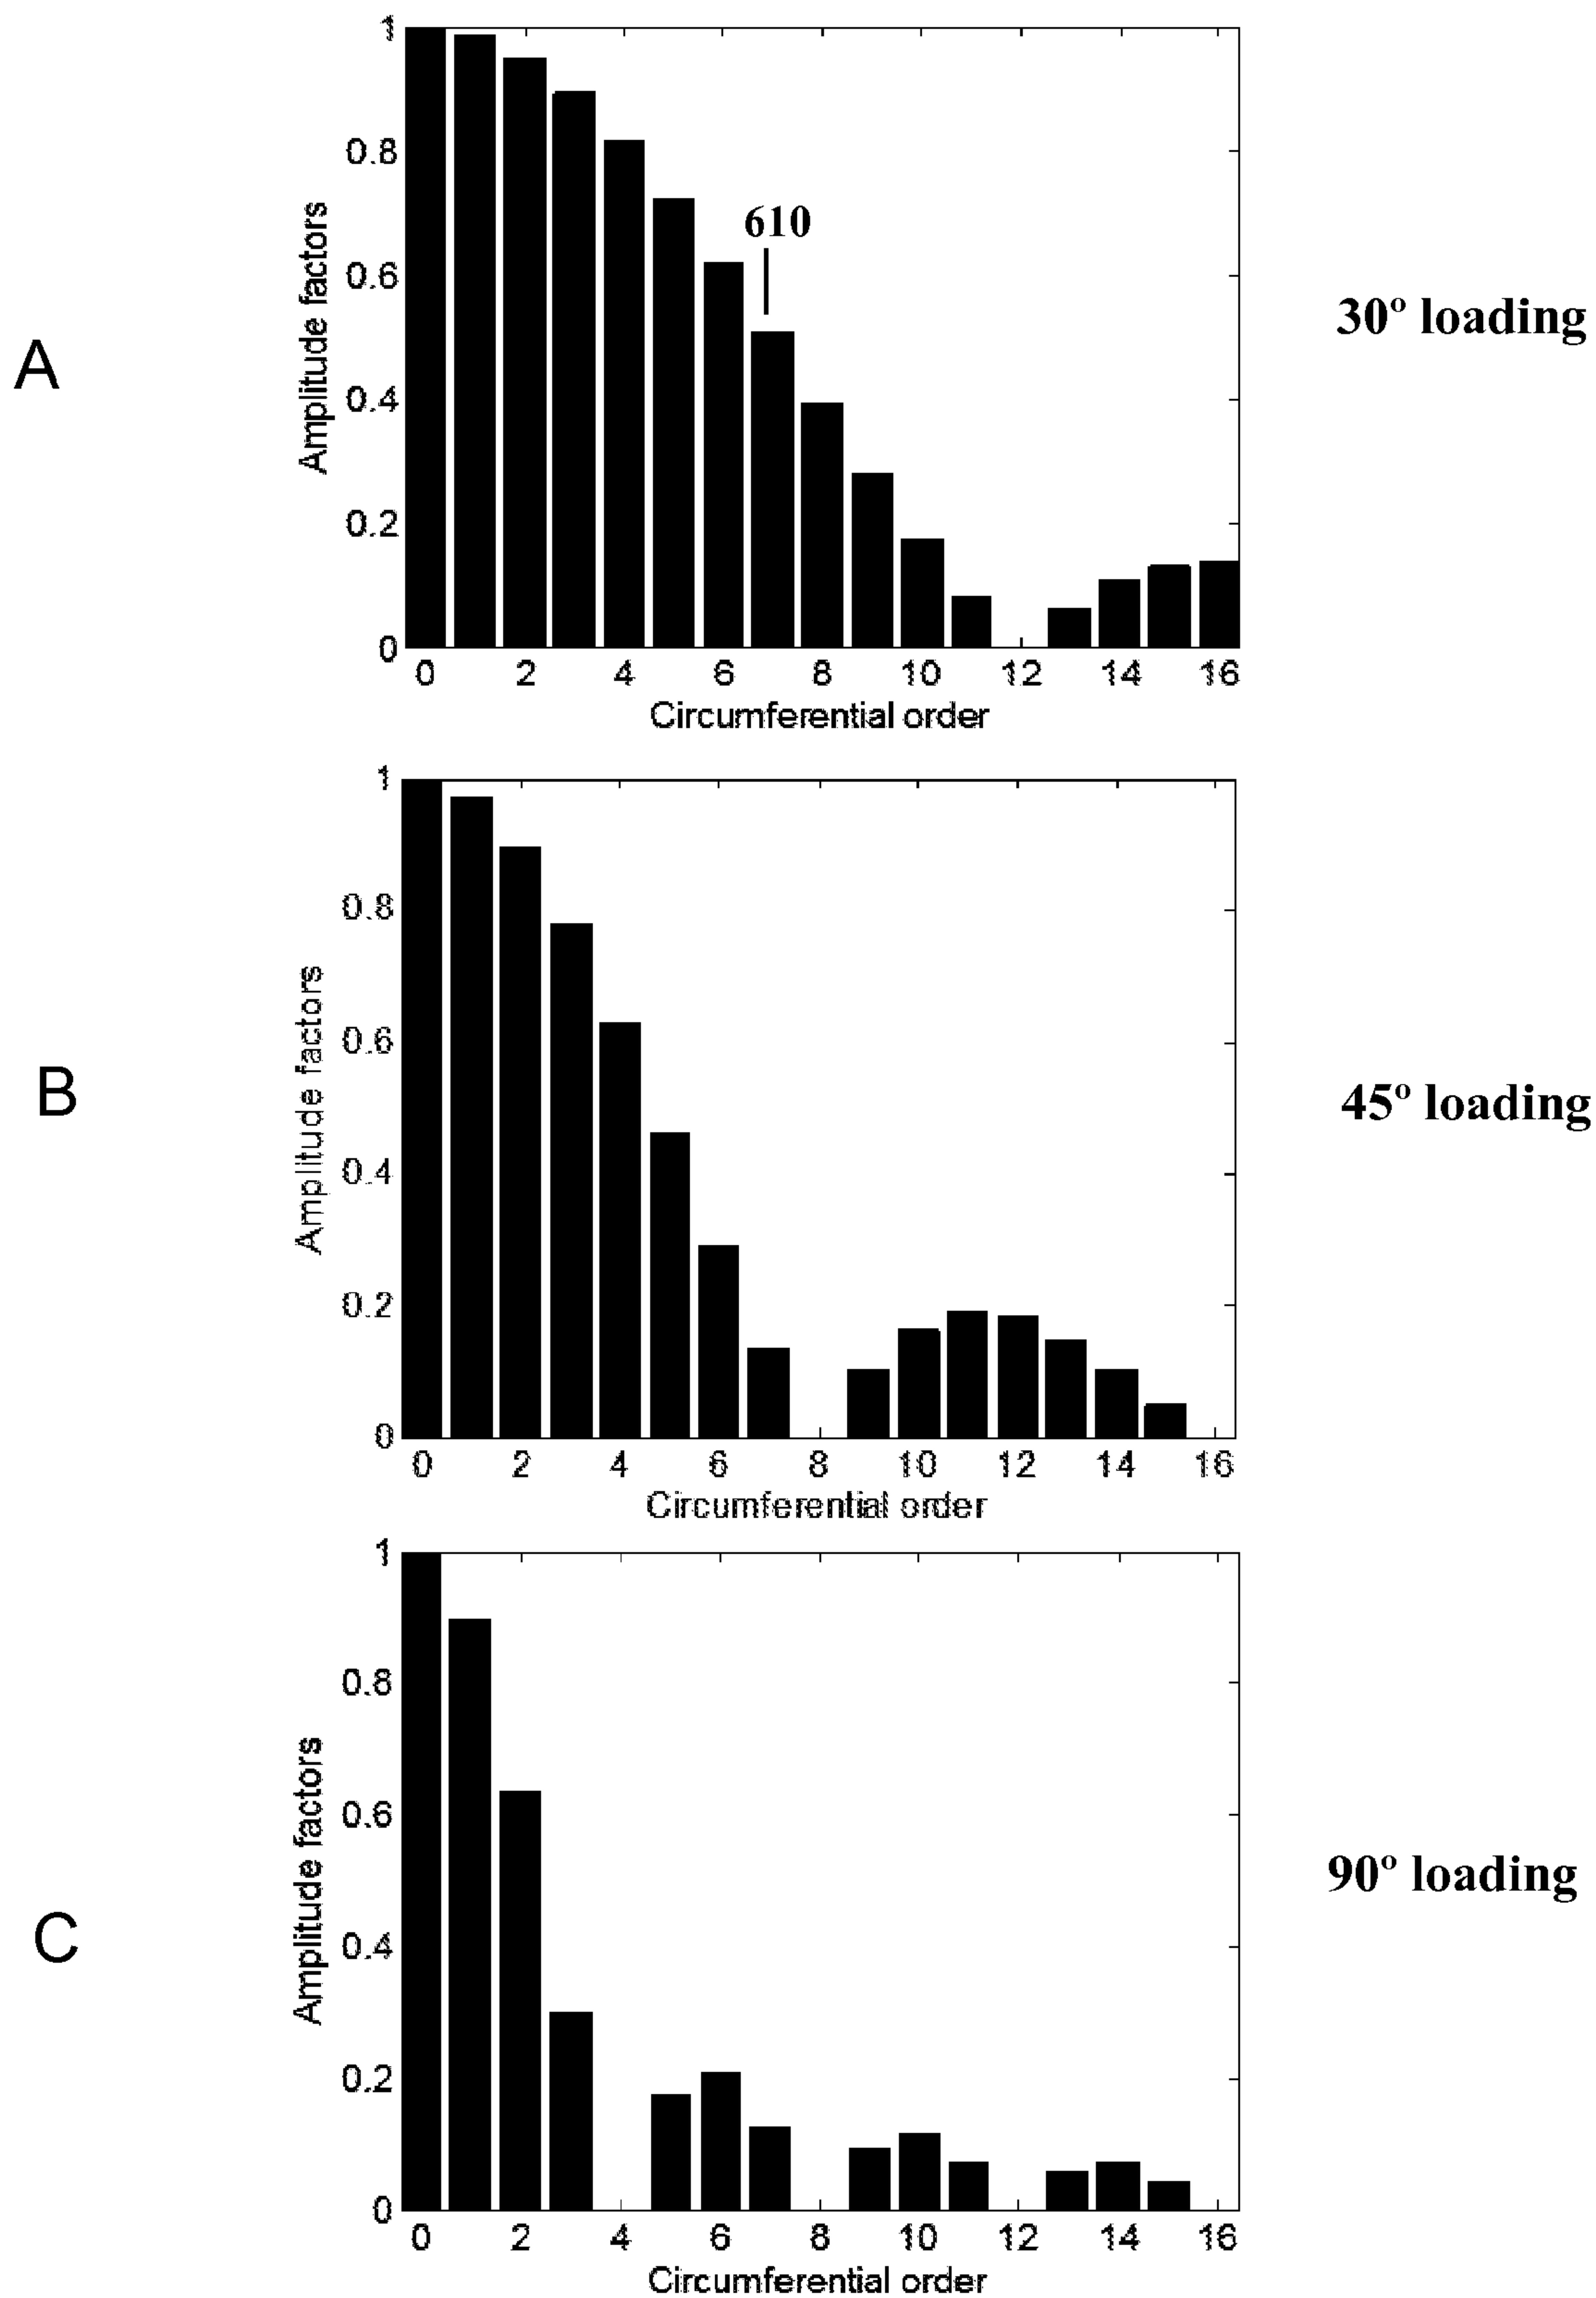 A
Amplitude factors
1
0.8
0.6
0.4
0.2
0
610
0 2 4 6 8 10 12 14 16
Circumferential order
30º loading
B
Amplitude factors
1
0.8
0.6
0.4
0.2
0
0 2 4 6 8 10 12 14 16
Circumferential order
45º loading
C
Amplitude factors
1
0.8
0.6
0.4
0.2
0
0 2 4 6 8 10 12 14 16
Circumferential order
90º loading